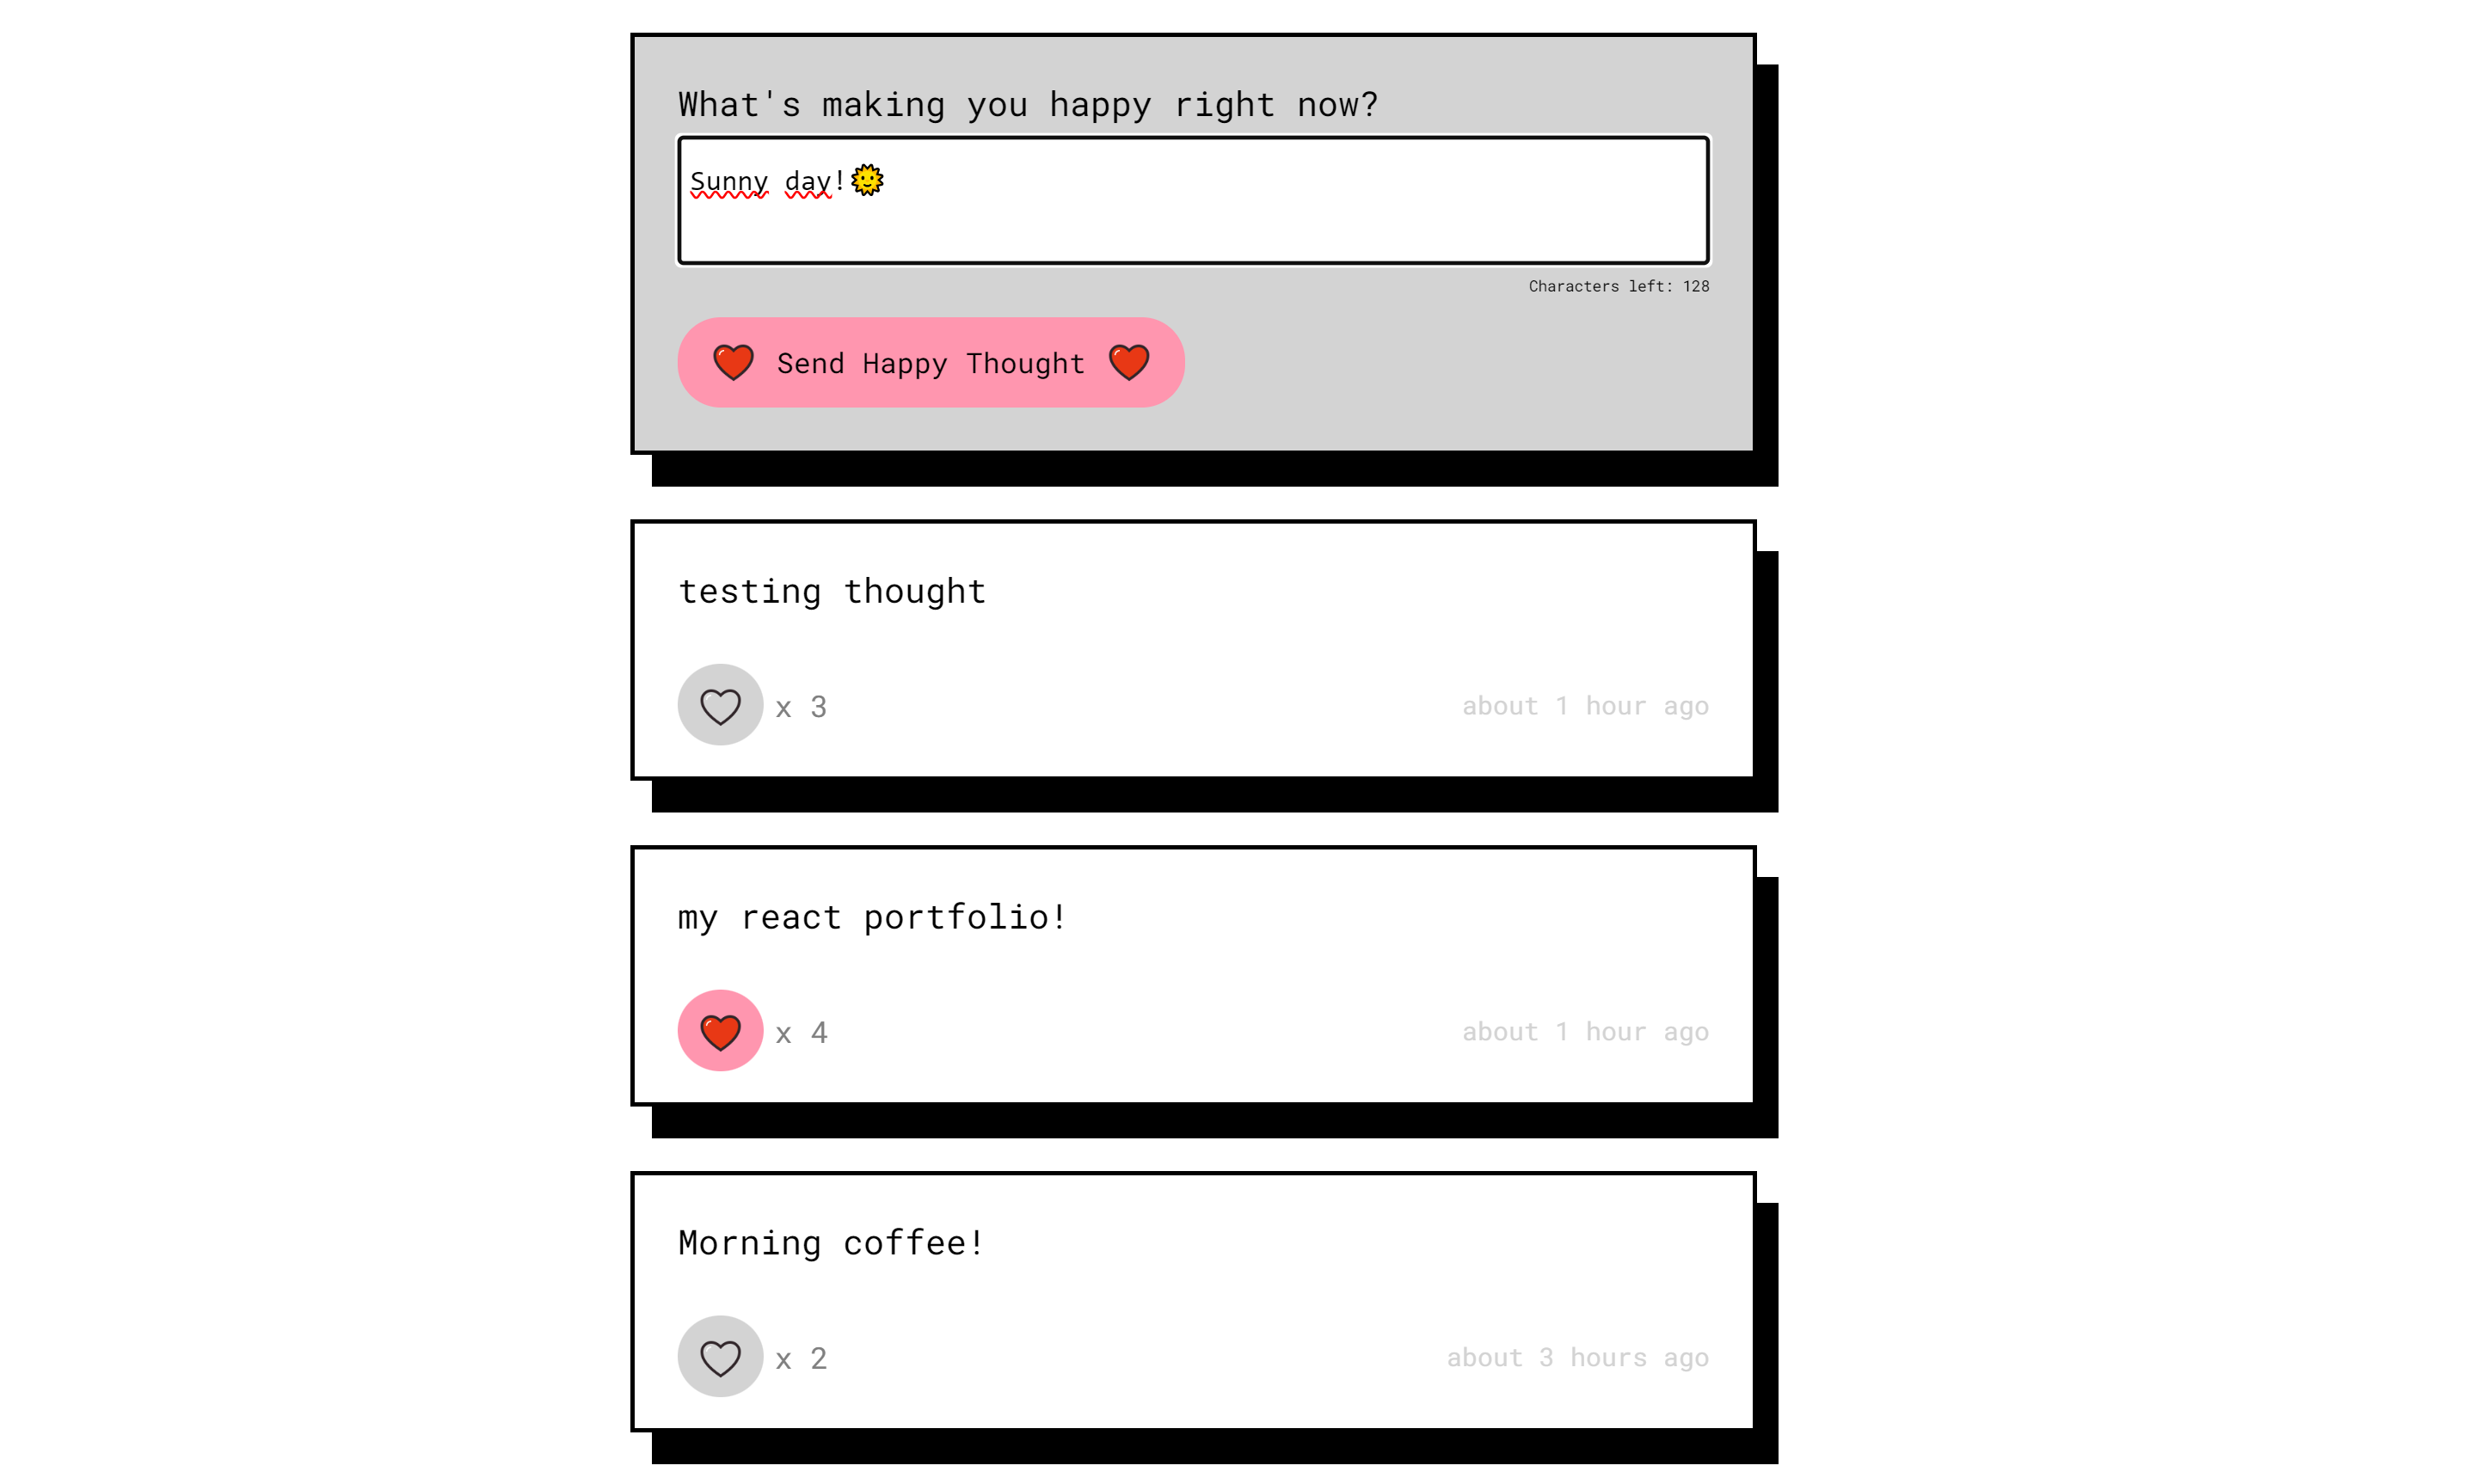 What's making you happy right now?
Sunny day!🌞
Characters left: 128
Send Happy Thought
testing thought
x 3
about 1 hour ago
my react portfolio!
x 4
about 1 hour ago
Morning coffee!
x 2
about 3 hours ago